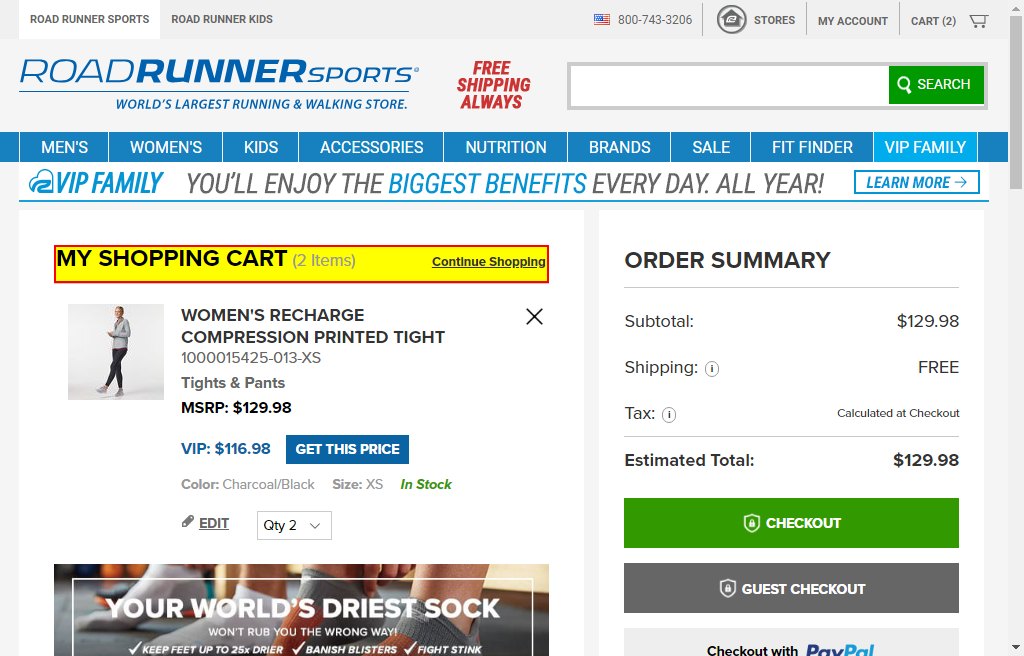 ROAD RUNNER SPORTS
ROAD RUNNER KIDS
800-743-3206
STORES
MY ACCOUNT
CART (2)
ROADRUNNERSPORTS
WORLD'S LARGEST RUNNING & WALKING STORE.
FREE
SHIPPING
ALWAYS
SEARCH
MEN'S
WOMEN'S
KIDS
ACCESSORIES
NUTRITION
BRANDS
SALE
FIT FINDER
VIP FAMILY
VIP FAMILY
YOU'LL ENJOY THE BIGGEST BENEFITS EVERY DAY. ALL YEAR!
LEARN MORE →
MY SHOPPING CART (2 Items)
Continue Shopping
WOMEN'S RECHARGE
COMPRESSION PRINTED TIGHT
1000015425-013-XS
Tights & Pants
MSRP: $129.98
VIP: $116.98
GET THIS PRICE
Color: Charcoal/Black Size: XS In Stock
EDIT
Qty 2
YOUR WORLD'S DRIEST SOCK
WON'T RUB YOU THE WRONG WAY!
✓KEEP FEET UP TO 25x DRIER ✓BANISH BLISTERS ✓FIGHT STINK
ORDER SUMMARY
Subtotal: $129.98
Shipping: i FREE
Tax: i Calculated at Checkout
Estimated Total: $129.98
CHECKOUT
GUEST CHECKOUT
Checkout with PayPal